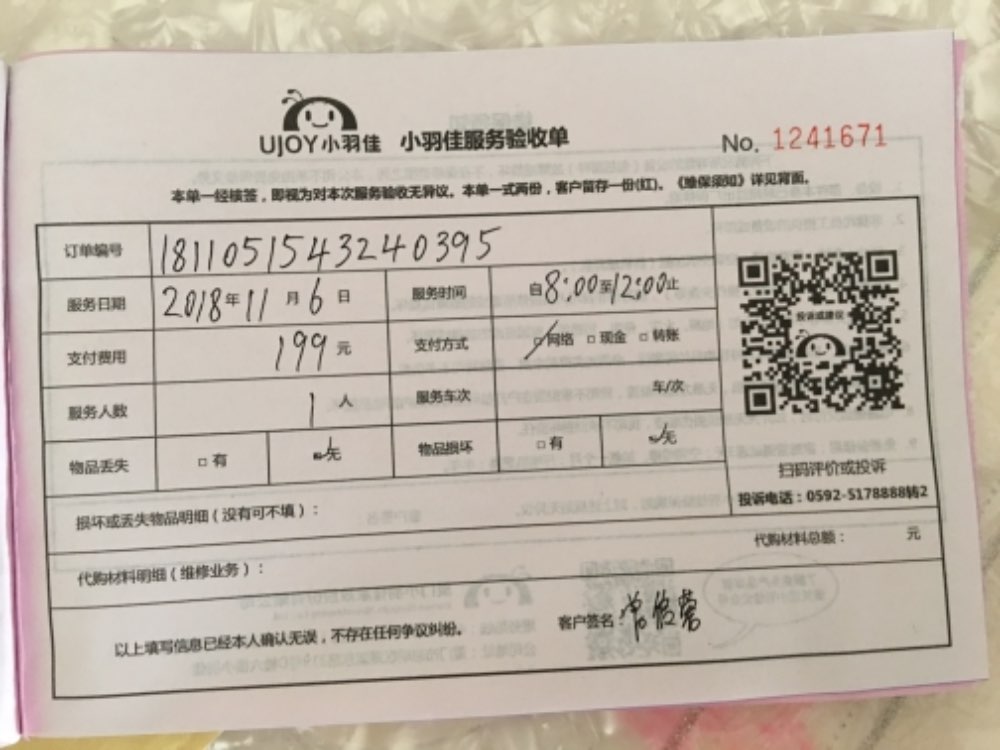 UJOY小羽佳 小羽佳服务验收单 No. 1241671
本单一经核签，即视为对本次服务验收无异议。本单一式两份，客户留存一份(红)。《维保须知》详见背面。
订单编号 18110515432240395
服务日期 2018年11月6日 服务时间 自8:00至12:00止
投诉或建议
支付费用 199元 支付方式 □网络 □现金 □转账
服务人数 1人 服务车次 车/次
物品丢失 □有 □无 物品损坏 □有 □无
扫码评价或投诉
投诉电话：0592-5178888转2
损坏或丢失物品明细（没有可不填）：
代购材料总额： 元
代购材料明细（维修业务）：
以上填写信息已经本人确认无误，不存在任何争议纠纷。 客户签名：